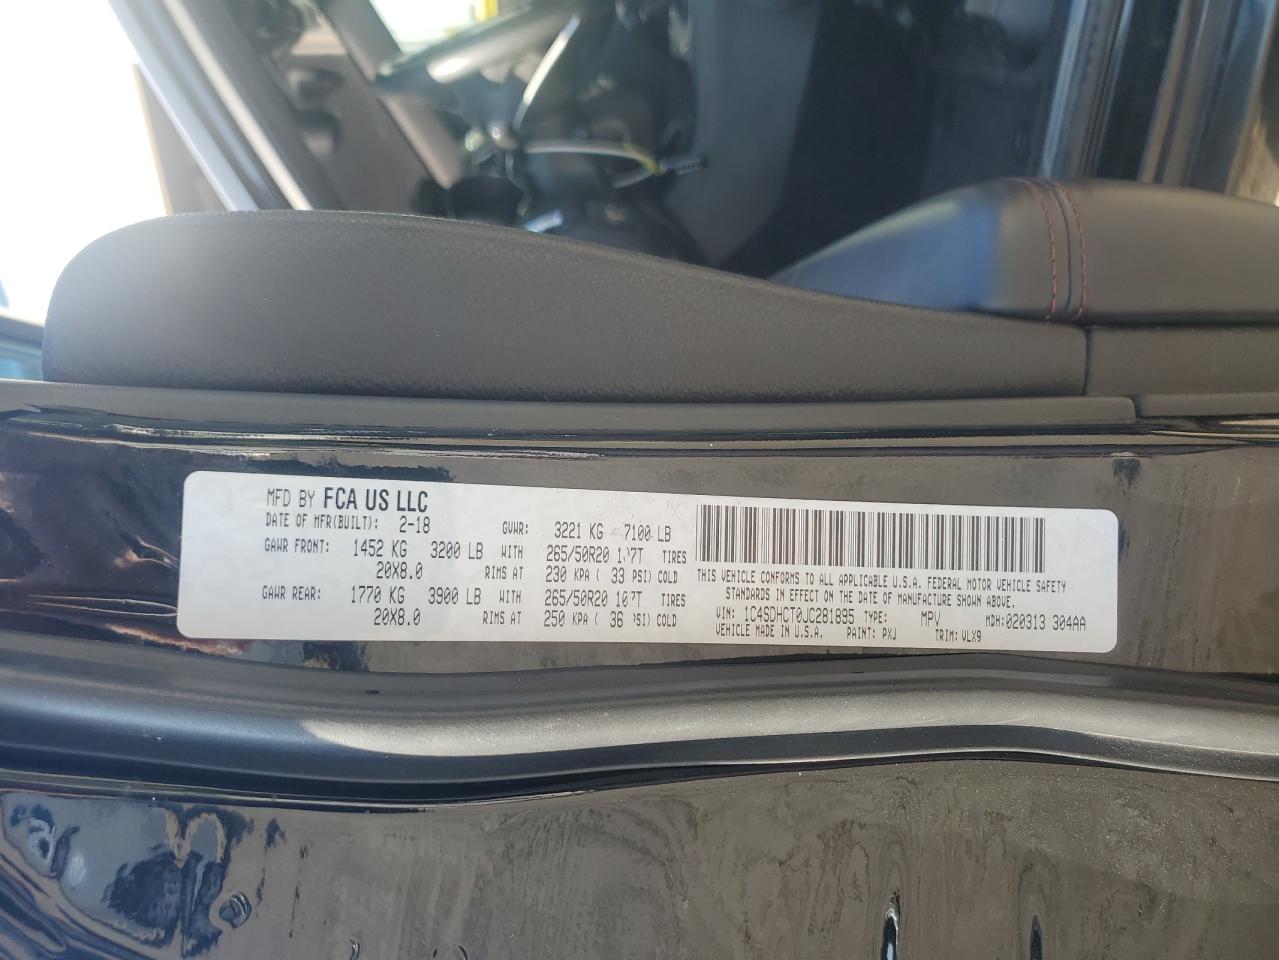 MFD BY FCA US LLC
DATE OF MFR(BUILT): 2-18 GVWR: 3221 KG 7100 LB
GAWR FRONT: 1452 KG 3200 LB WITH 265/50R20 TIRES
20X8.0 RIMS AT 230 KPA ( 33 PSI) COLD
GAWR REAR: 1770 KG 3900 LB WITH 265/50R20 107T TIRES
20X8.0 RIMS AT 250 KPA ( 36 PSI) COLD
THIS VEHICLE CONFORMS TO ALL APPLICABLE U.S.A. FEDERAL MOTOR VEHICLE SAFETY
STANDARDS IN EFFECT ON THE DATE OF MANUFACTURE SHOWN ABOVE.
VIN: 1C4SDHCT0JC281895 TYPE: MPV MDH: 020313 304AA
VEHICLE MADE IN U.S.A. PAINT: PXJ TRIM: VLX9